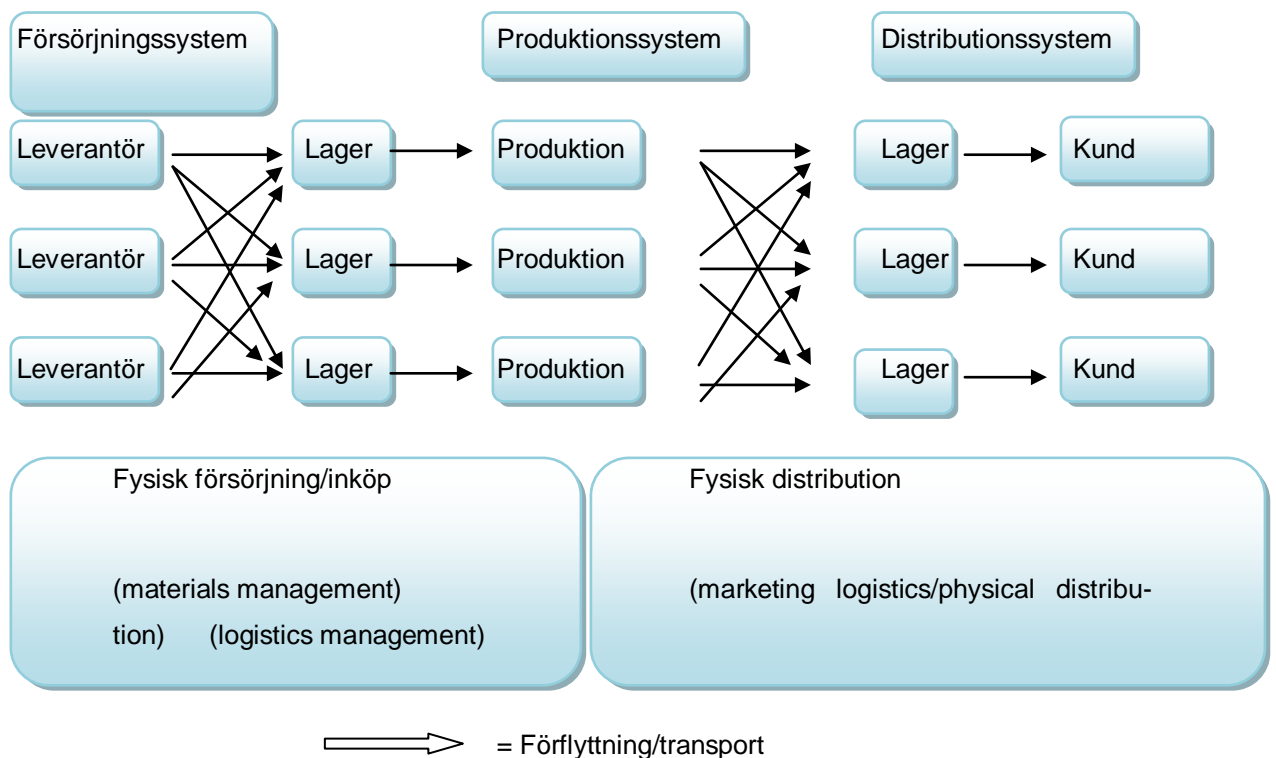 Försörjningssystem Produktionssystem Distributionssystem
Leverantör Lager Produktion Lager Kund
Leverantör Lager Produktion Lager Kund
Leverantör Lager Produktion Lager Kund
Fysisk försörjning/inköp Fysisk distribution
(materials management) (marketing logistics/physical distribu-
tion) (logistics management)
= Förflyttning/transport